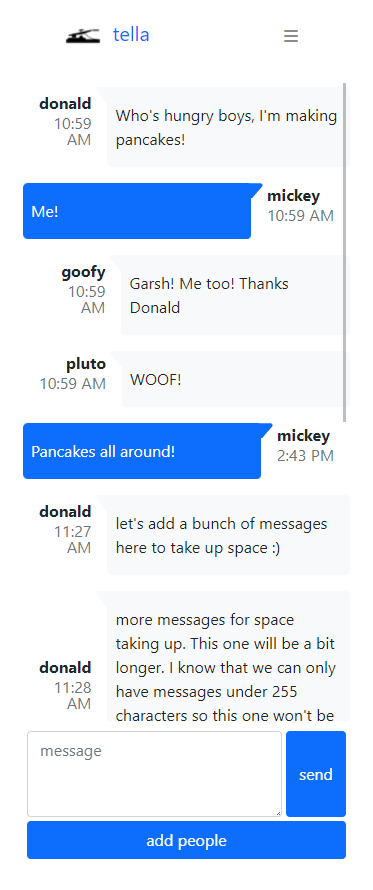 tella
donald
10:59
AM
Who's hungry boys, I'm making
pancakes!
Me!
mickey
10:59 AM
goofy
10:59
AM
Garsh! Me too! Thanks
Donald
pluto
10:59 AM
WOOF!
Pancakes all around!
mickey
2:43 PM
donald
11:27
AM
let's add a bunch of messages
here to take up space :)
donald
11:28
AM
more messages for space
taking up. This one will be a bit
longer. I know that we can only
have messages under 255
characters so this one won't be
message
send
add people